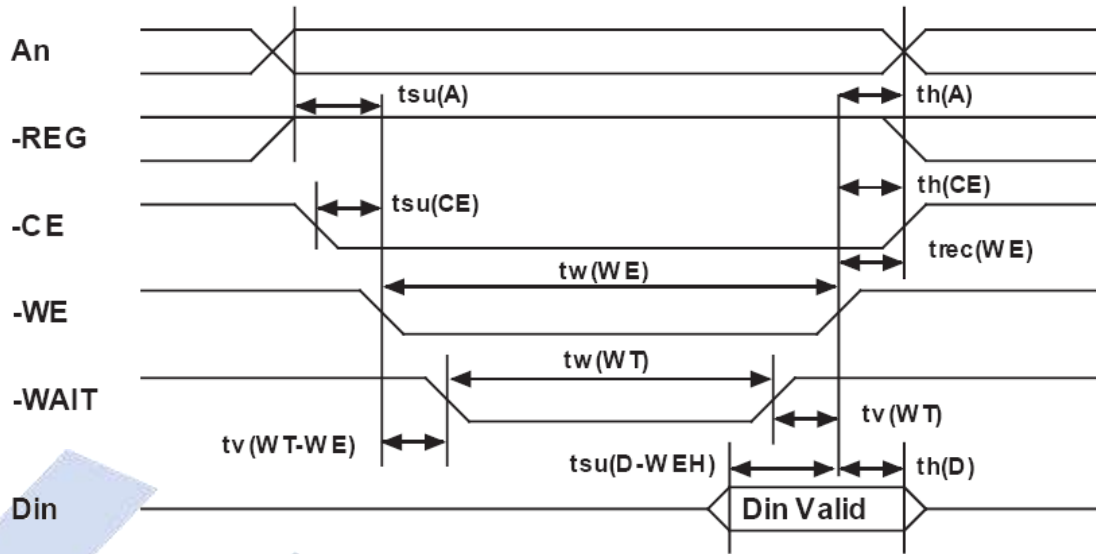 An
tsu(A)
th(A)
-REG
th(CE)
tsu(CE)
-CE
trec(WE)
tw(WE)
-WE
tw(WT)
-WAIT
tv(WT)
tv(WT-WE)
tsu(D-WEH)
th(D)
Din
Din Valid